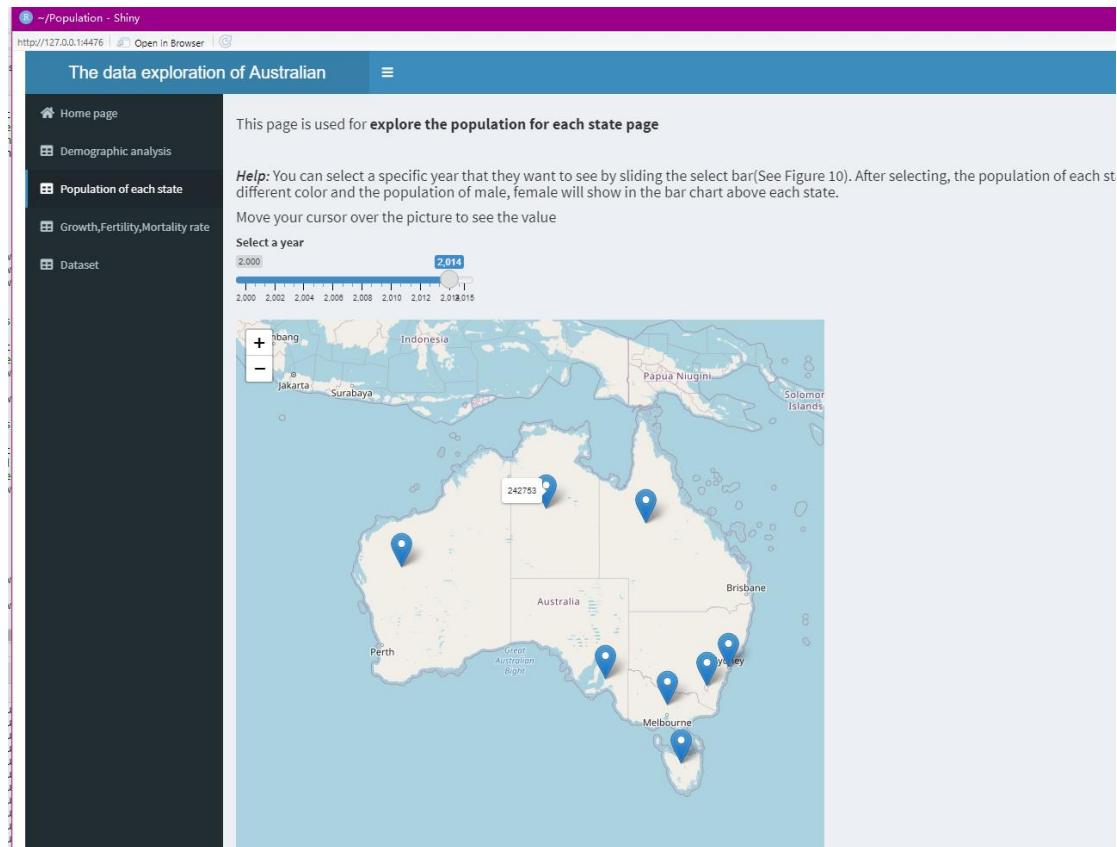 ~/Population - Shiny
http://127.0.0.1:4476 Open in Browser
The data exploration of Australian
Home page
Demographic analysis
Population of each state
Growth,Fertility,Mortality rate
Dataset
This page is used for explore the population for each state page
Help: You can select a specific year that they want to see by sliding the select bar(See Figure 10). After selecting, the population of each
different color and the population of male, female will show in the bar chart above each state.
Move your cursor over the picture to see the value
Select a year
2,000 2,014
2,000 2,002 2,004 2,006 2,008 2,010 2,012
+
−
Indonesia
Jakarta
Surabaya
Papua Niugini
Solomon
Islands
242753
Brisbane
Australia
Perth
Great
Australian
Bight
Melbourne